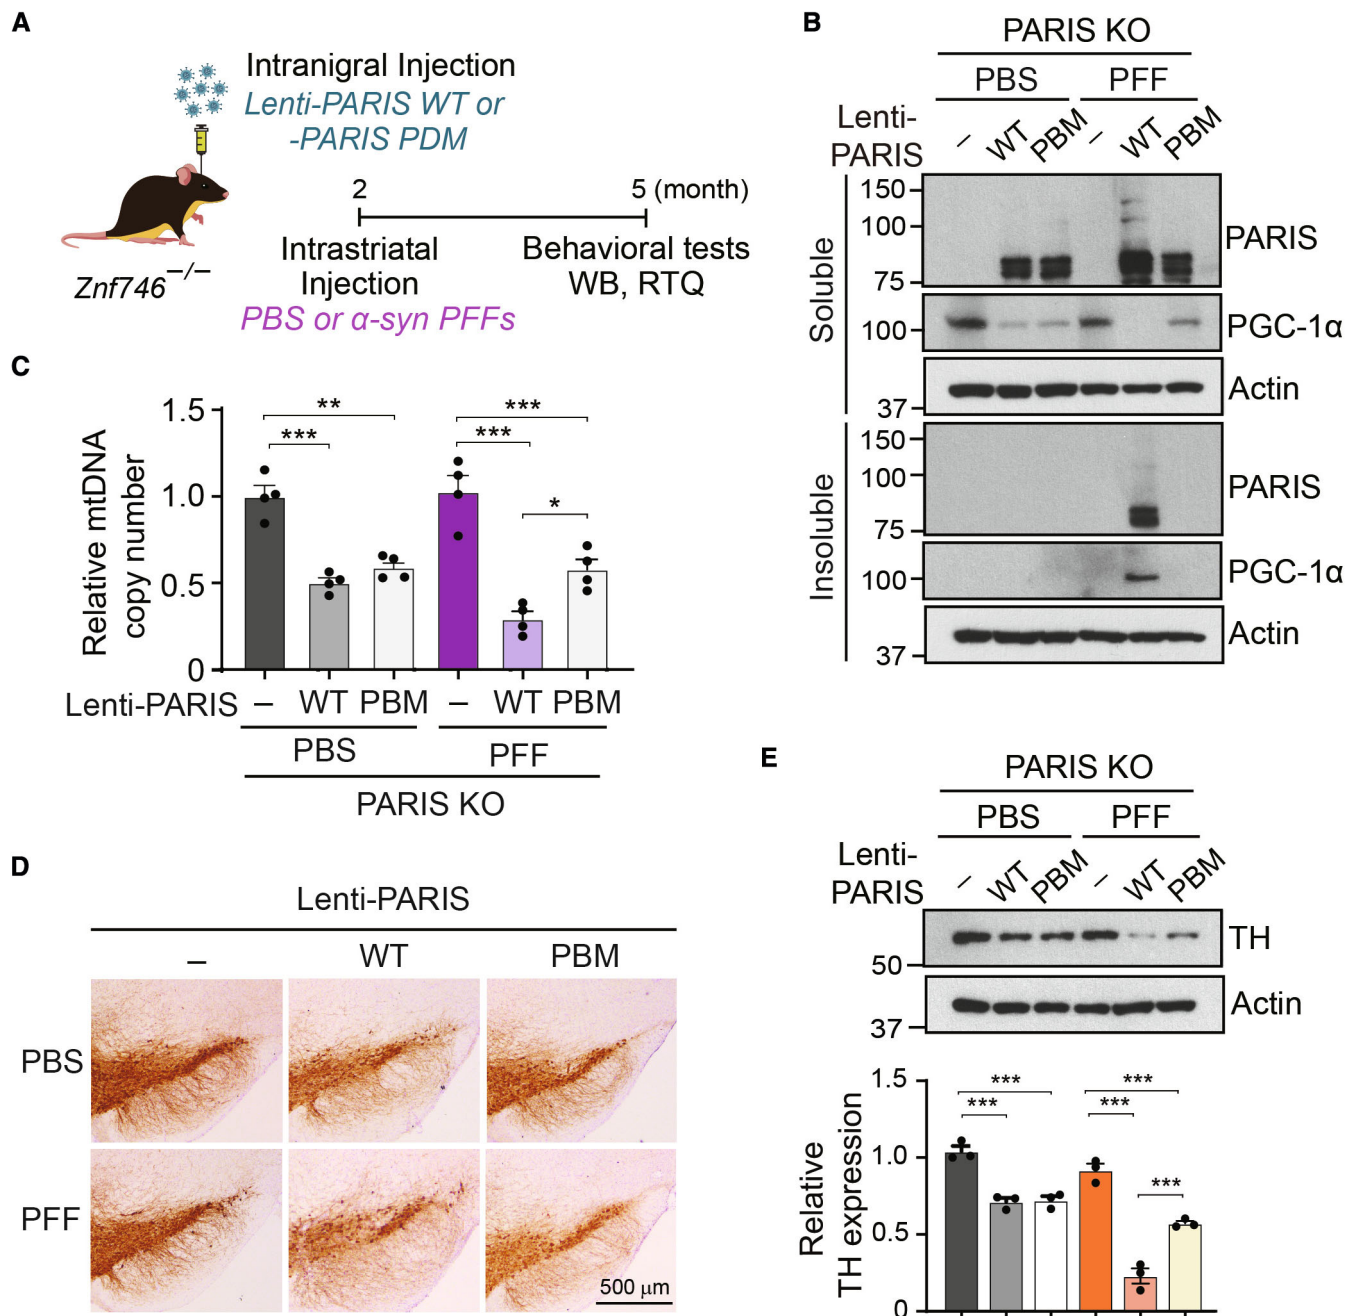 A
Intranigral Injection
Lenti-PARIS WT or
-PARIS PDM
2
5 (month)
Intrastriatal
Injection
PBS or α-syn PFFs
Behavioral tests
WB, RTQ
Znf746 −/−
B
PARIS KO
PBS PFF
Lenti-
PARIS
– WT PBM – WT PBM
Soluble
150
100
75
PARIS
100
PGC-1α
37
Actin
Insoluble
150
100
75
PARIS
100
PGC-1α
37
Actin
C
Relative mtDNA
copy number
1.5
1.0
0.5
0
** *** *** *** *
Lenti-PARIS – WT PBM – WT PBM
PBS PFF
PARIS KO
D
Lenti-PARIS
– WT PBM
PBS
PFF
500 µm
E
PARIS KO
PBS PFF
Lenti-
PARIS
– WT PBM – WT PBM
50
TH
37
Actin
Relative
TH expression
1.5
1.0
0.5
0
*** *** *** *** ***